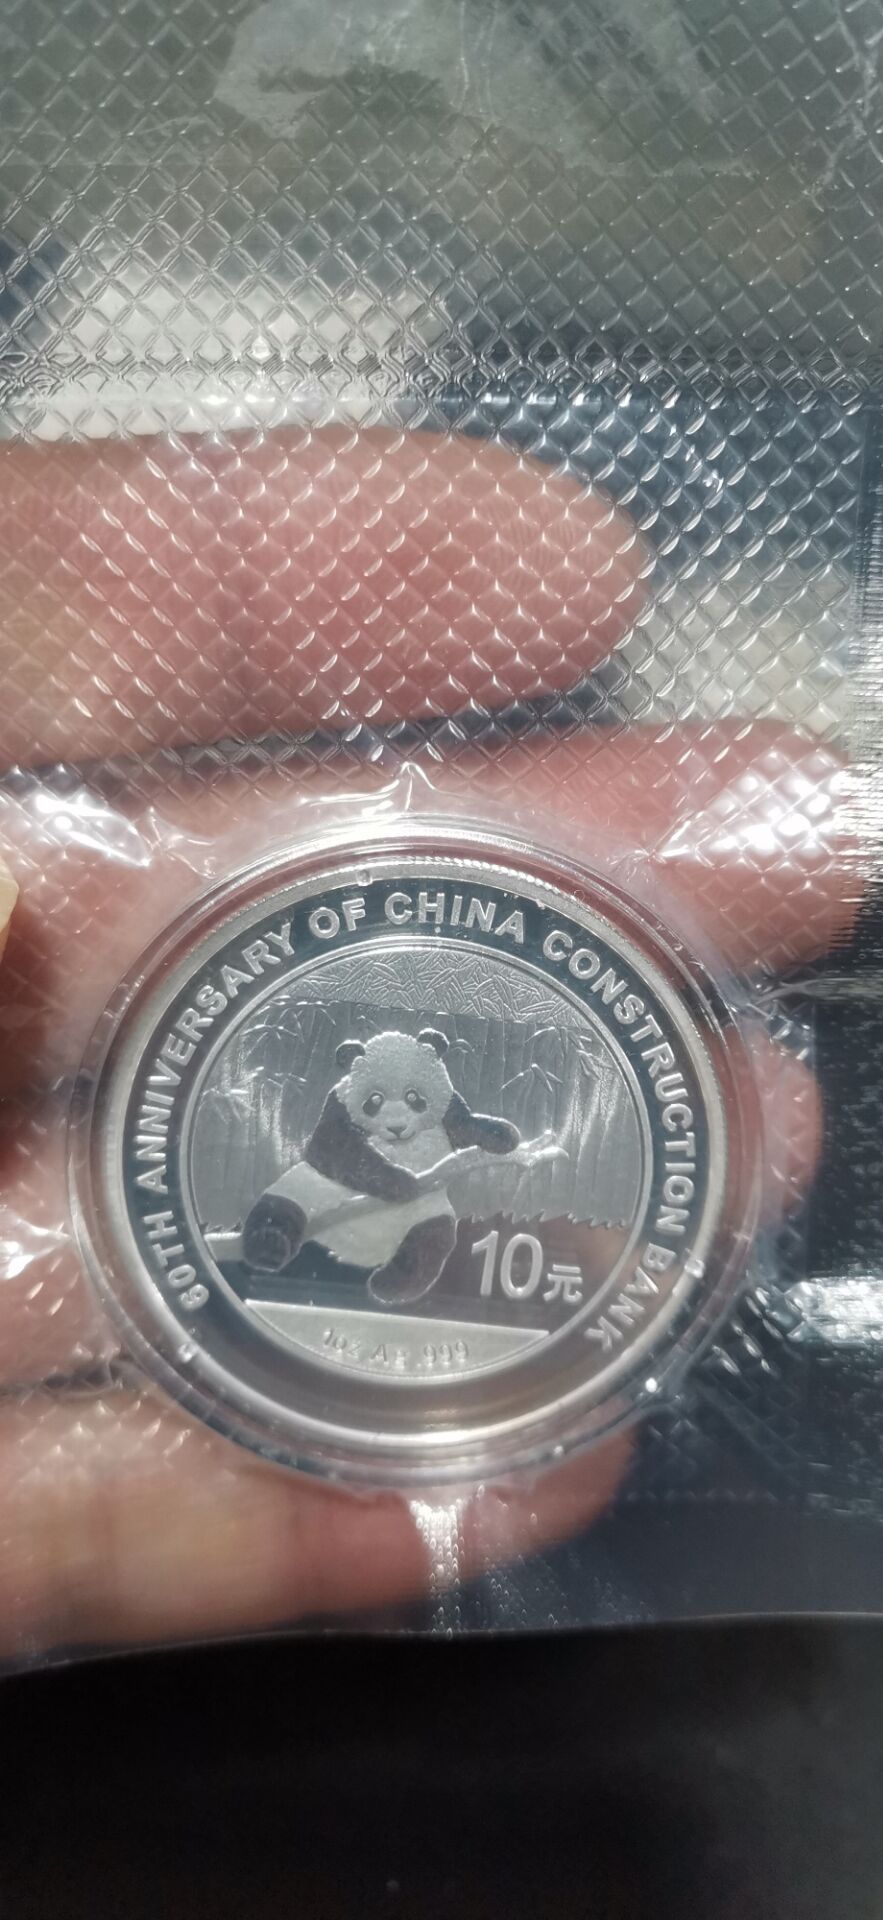 60TH ANNIVERSARY OF CHINA CONSTRUCTION BANK
10元
1oz Ag .999